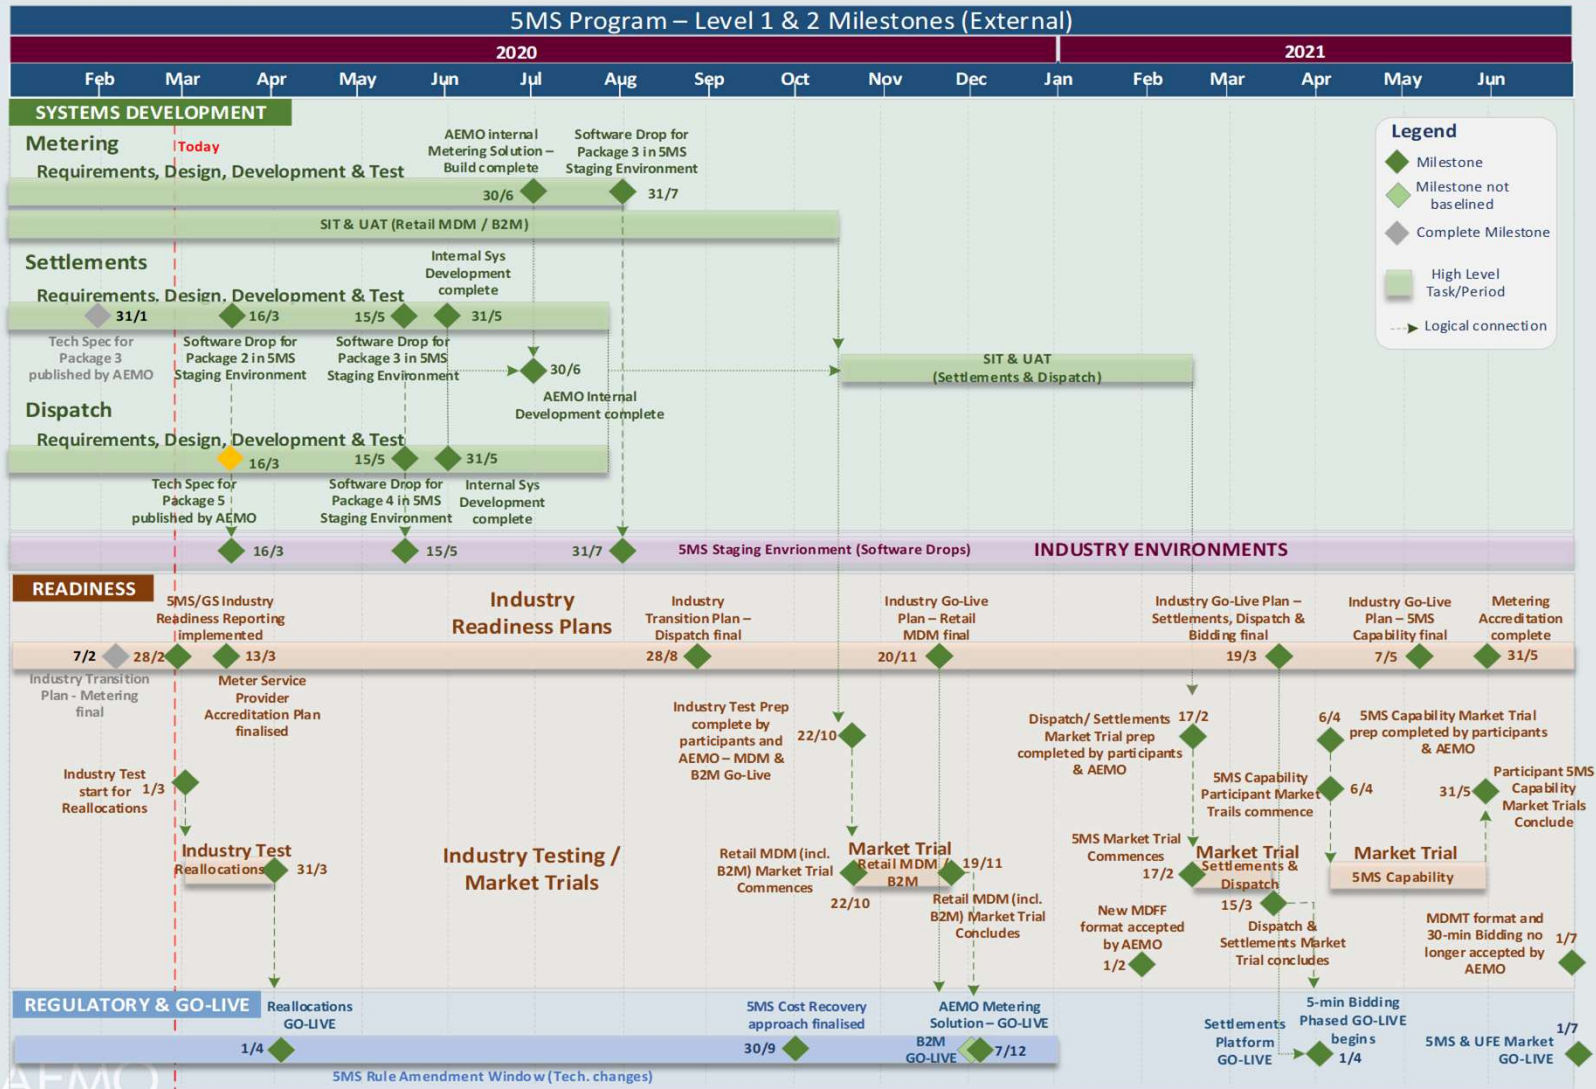 5MS Program – Level 1 & 2 Milestones (External)
2020
2021
Feb
Mar
Apr
May
Jun
Jul
Aug
Sep
Oct
Nov
Dec
Jan
Feb
Mar
Apr
May
Jun
SYSTEMS DEVELOPMENT
Metering
Today
Requirements, Design, Development & Test
AEMO internal
Metering Solution –
Build complete
30/6
Software Drop for
Package 3 in 5MS
Staging Environment
31/7
SIT & UAT (Retail MDM / B2M)
Legend
Milestone
Milestone not
baselined
Complete Milestone
High Level
Task/Period
Logical connection
Settlements
Requirements, Design, Development & Test
Internal Sys
Development
complete
31/1
16/3
15/5
31/5
Tech Spec for
Package 3
published by AEMO
Software Drop for
Package 2 in 5MS
Staging Environment
Software Drop for
Package 3 in 5MS
Staging Environment
30/6
AEMO Internal
Development complete
SIT & UAT
(Settlements & Dispatch)
Dispatch
Requirements, Design, Development & Test
16/3
15/5
31/5
Tech Spec for
Package 5
published by AEMO
Software Drop for
Package 4 in 5MS
Staging Environment
Internal Sys
Development
complete
16/3
15/5
31/7
5MS Staging Envrionment (Software Drops)
INDUSTRY ENVIRONMENTS
READINESS
5MS/GS Industry
Readiness Reporting
implemented
Industry
Readiness Plans
Industry
Transition Plan –
Dispatch final
Industry Go-Live
Plan – Retail
MDM final
Industry Go-Live Plan –
Settlements, Dispatch &
Bidding final
Industry Go-Live
Plan – 5MS
Capability final
Metering
Accreditation
complete
7/2
28/2
13/3
28/8
20/11
19/3
7/5
31/5
Industry Transition
Plan - Metering
final
Meter Service
Provider
Accreditation Plan
finalised
Industry Test Prep
complete by
participants and
AEMO – MDM &
B2M Go-Live
22/10
Dispatch/ Settlements
Market Trial prep
completed by participants
& AEMO
17/2
6/4
5MS Capability Market Trial
prep completed by participants
& AEMO
Industry Test
start for
Reallocations
1/3
5MS Capability
Participant Market
Trails commence
6/4
31/5
Participant 5MS
Capability
Market Trials
Conclude
Industry Test
Reallocations
31/3
Industry Testing /
Market Trials
Retail MDM (incl.
B2M) Market Trial
Commences
22/10
Market Trial
Retail MDM /
B2M
19/11
Retail MDM (incl.
B2M) Market Trial
Concludes
5MS Market Trial
Commences
17/2
Market Trial
Settlements &
Dispatch
15/3
Dispatch &
Settlements Market
Trial concludes
Market Trial
5MS Capability
New MDFF
format accepted
by AEMO
1/2
MDMT format and
30-min Bidding no
longer accepted by
AEMO
1/7
REGULATORY & GO-LIVE
Reallocations
GO-LIVE
1/4
5MS Cost Recovery
approach finalised
30/9
AEMO Metering
Solution – GO-LIVE
B2M
GO-LIVE
7/12
Settlements
Platform
GO-LIVE
5-min Bidding
Phased GO-LIVE
begins
1/4
5MS & UFE Market
GO-LIVE
1/7
5MS Rule Amendment Window (Tech. changes)
AEMO